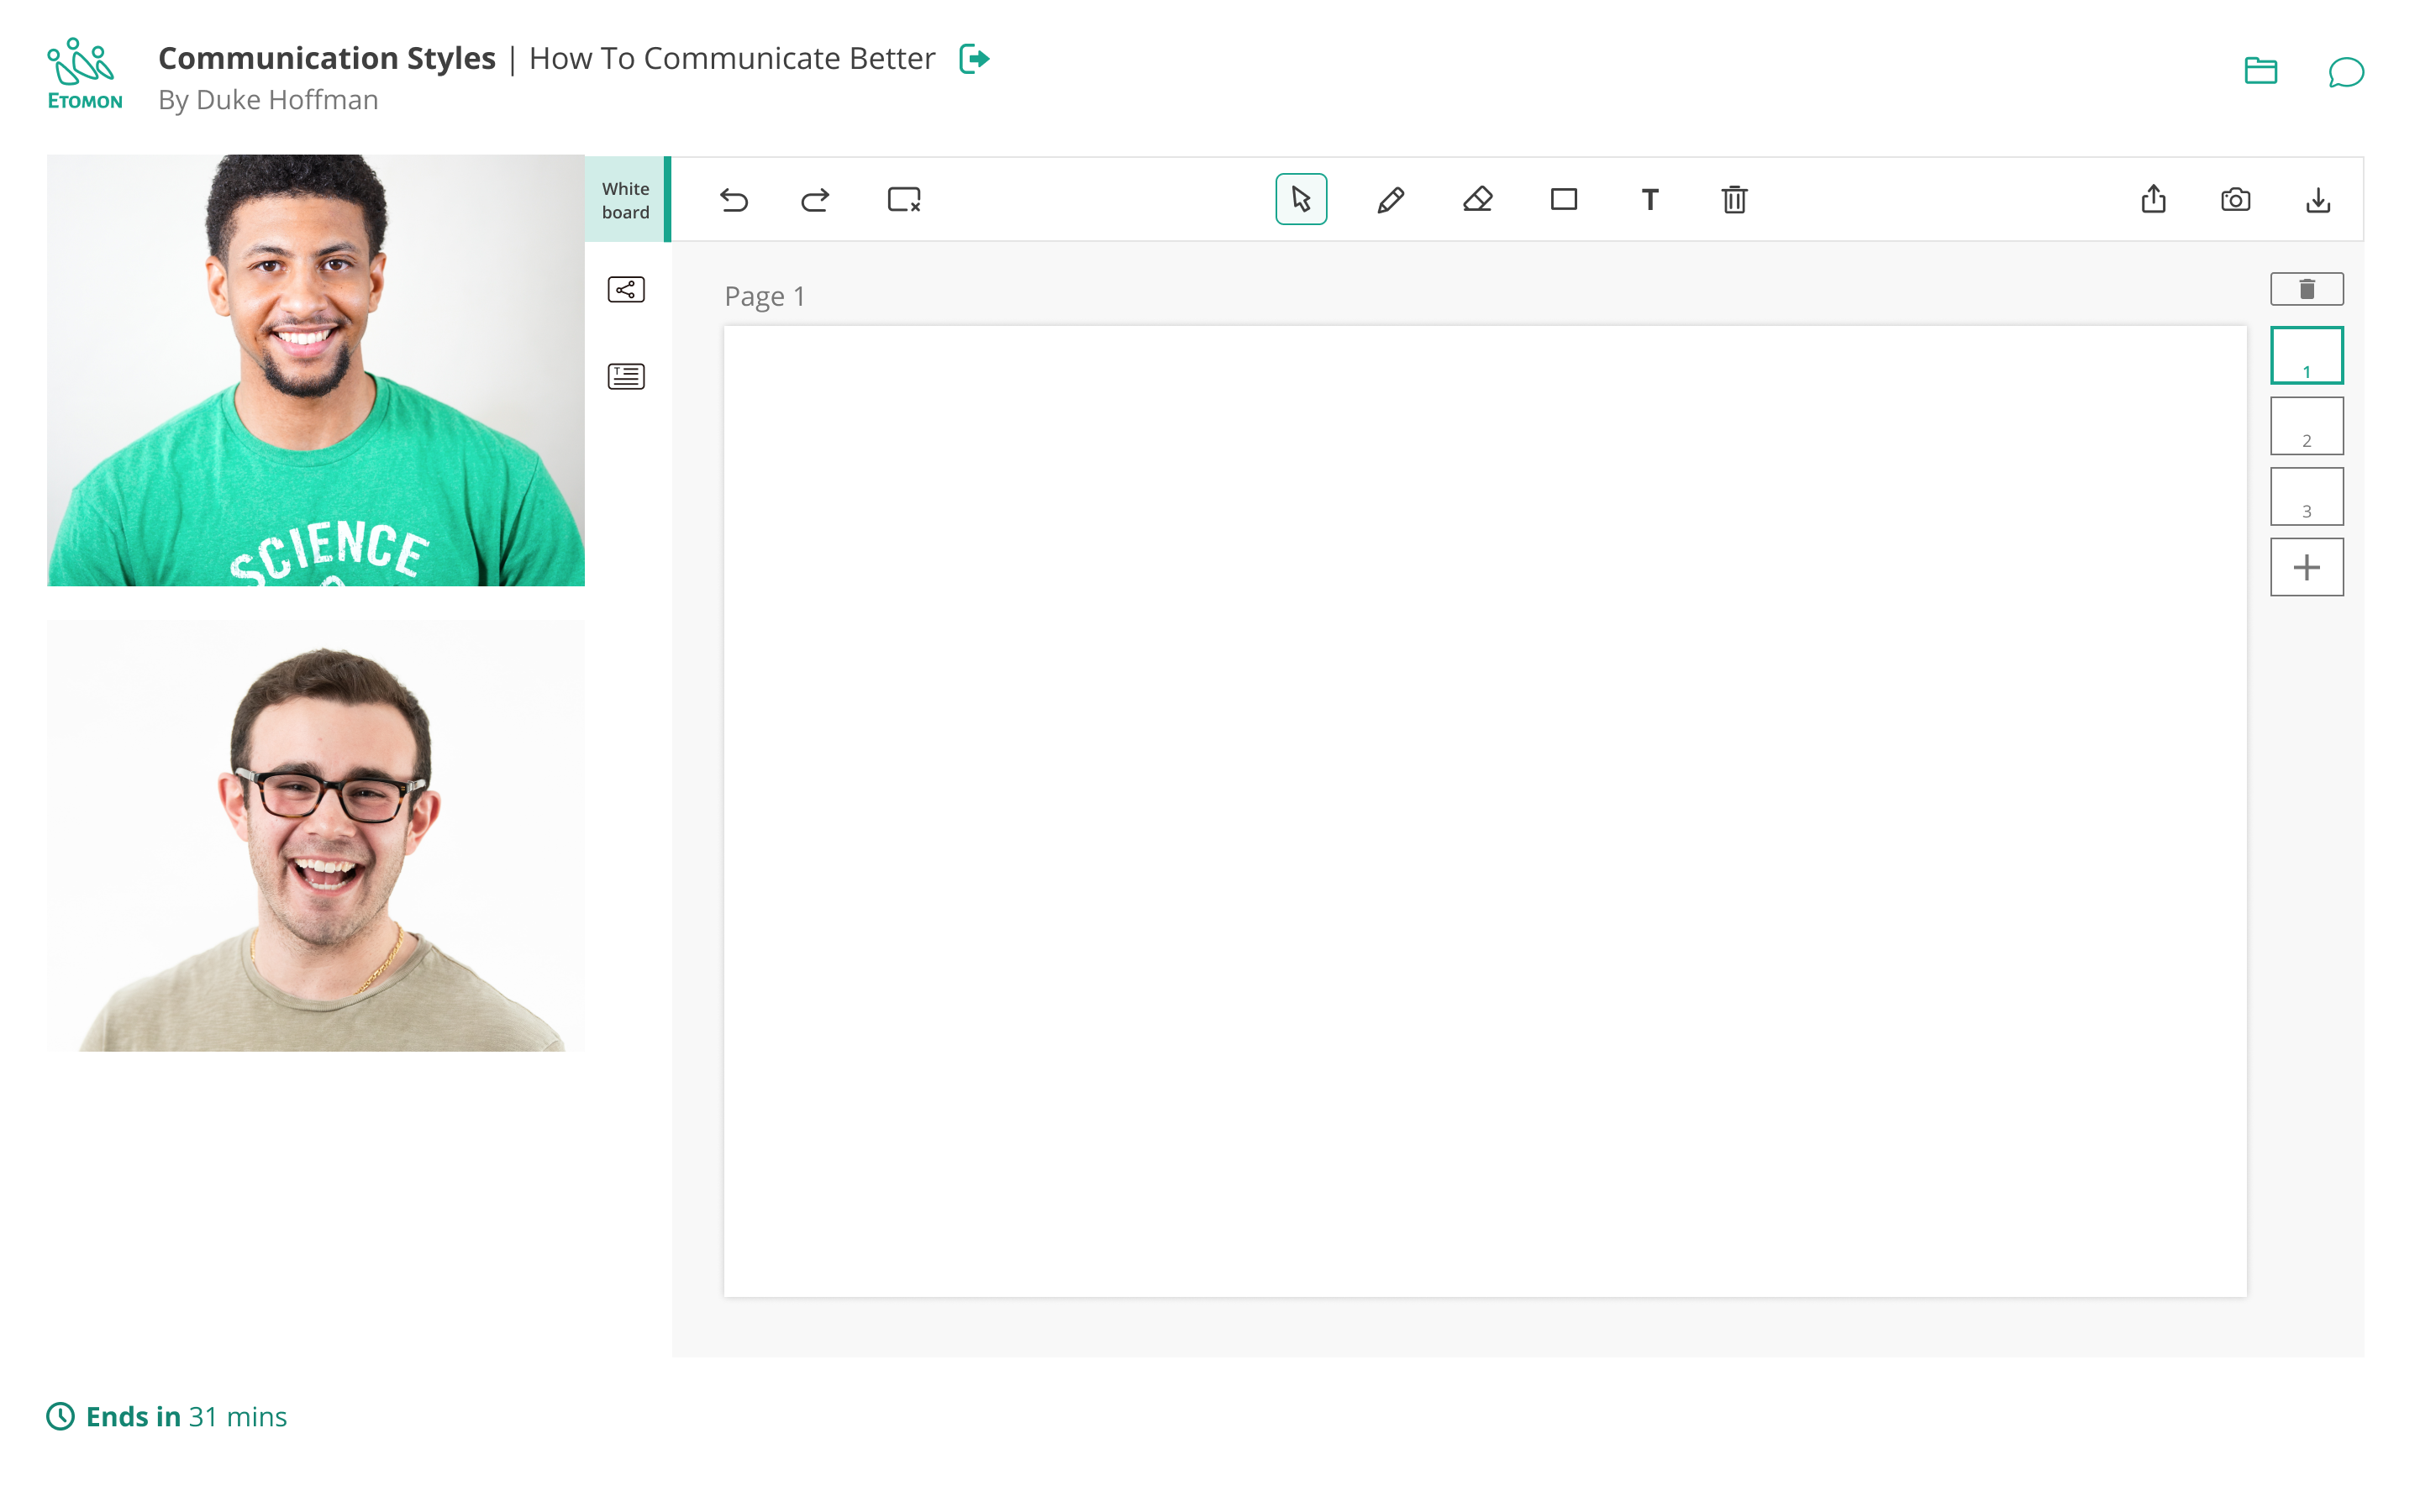 Communication Styles | How To Communicate Better
By Duke Hoffman
ETOMON
White
board
T
Page 1
1
2
3
SCIENCE
T
Ends in 31 mins